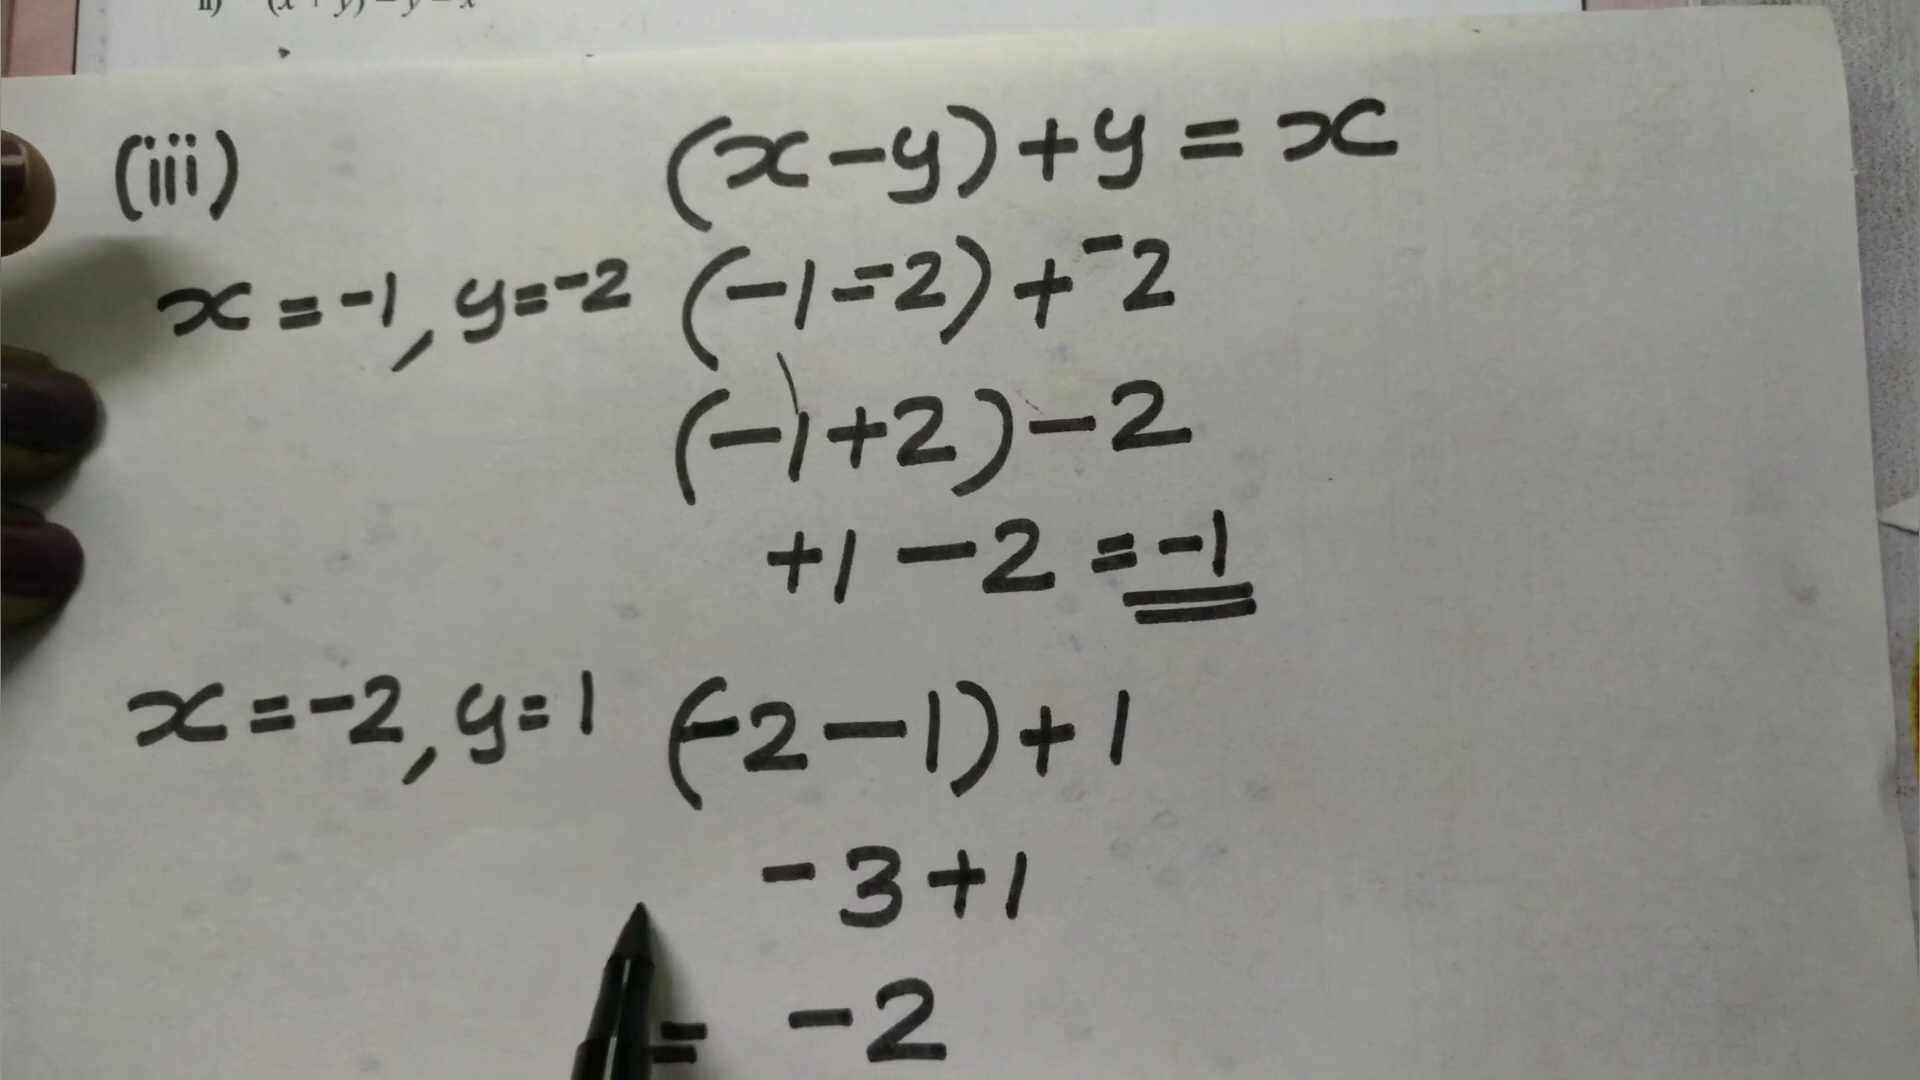 ii) (x + y) – y = x
(iii) (x-y)+y=x
x=-1, y=-2 (-1--2)+-2
(-1+2)-2
+1-2=-1
x=-2, y=1 (-2-1)+1
-3+1
= -2